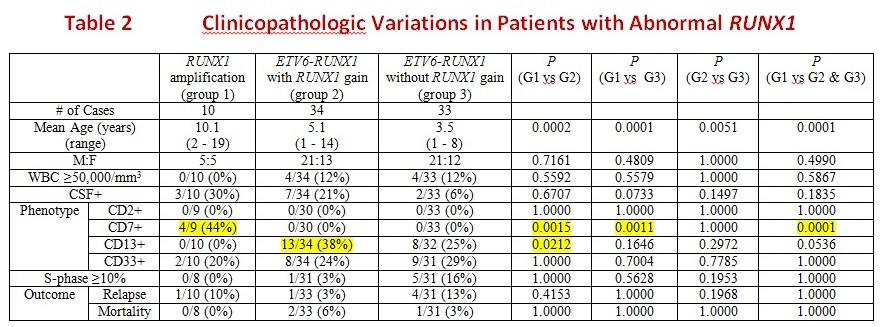 Table 2 Clinicopathologic Variations in Patients with Abnormal RUNX1
RUNX1 amplification (group 1) ETV6-RUNX1 with RUNX1 gain (group 2) ETV6-RUNX1 without RUNX1 gain (group 3) P (G1 vs G2) P (G1 vs G3) P (G2 vs G3) P (G1 vs G2 & G3)
# of Cases 10 34 33
Mean Age (years) (range) 10.1 (2 - 19) 5.1 (1 - 14) 3.5 (1 - 8) 0.0002 0.0001 0.0051 0.0001
M:F 5:5 21:13 21:12 0.7161 0.4809 1.0000 0.4990
WBC ≥50,000/mm³ 0/10 (0%) 4/34 (12%) 4/33 (12%) 0.5592 0.5579 1.0000 0.5867
CSF+ 3/10 (30%) 7/34 (21%) 2/33 (6%) 0.6707 0.0733 0.1497 0.1835
Phenotype CD2+ 0/9 (0%) 0/30 (0%) 0/33 (0%) 1.0000 1.0000 1.0000 1.0000
CD7+ 4/9 (44%) 0/30 (0%) 0/33 (0%) 0.0015 0.0011 1.0000 0.0001
CD13+ 0/10 (0%) 13/34 (38%) 8/32 (25%) 0.0212 0.1646 0.2972 0.0536
CD33+ 2/10 (20%) 8/34 (24%) 9/31 (29%) 1.0000 0.7004 0.7785 1.0000
S-phase ≥10% 0/8 (0%) 1/31 (3%) 5/31 (16%) 1.0000 0.5628 0.1953 1.0000
Outcome Relapse 1/10 (10%) 1/33 (3%) 4/31 (13%) 0.4153 1.0000 0.1968 1.0000
Mortality 0/8 (0%) 2/33 (6%) 1/31 (3%) 1.0000 1.0000 1.0000 1.0000